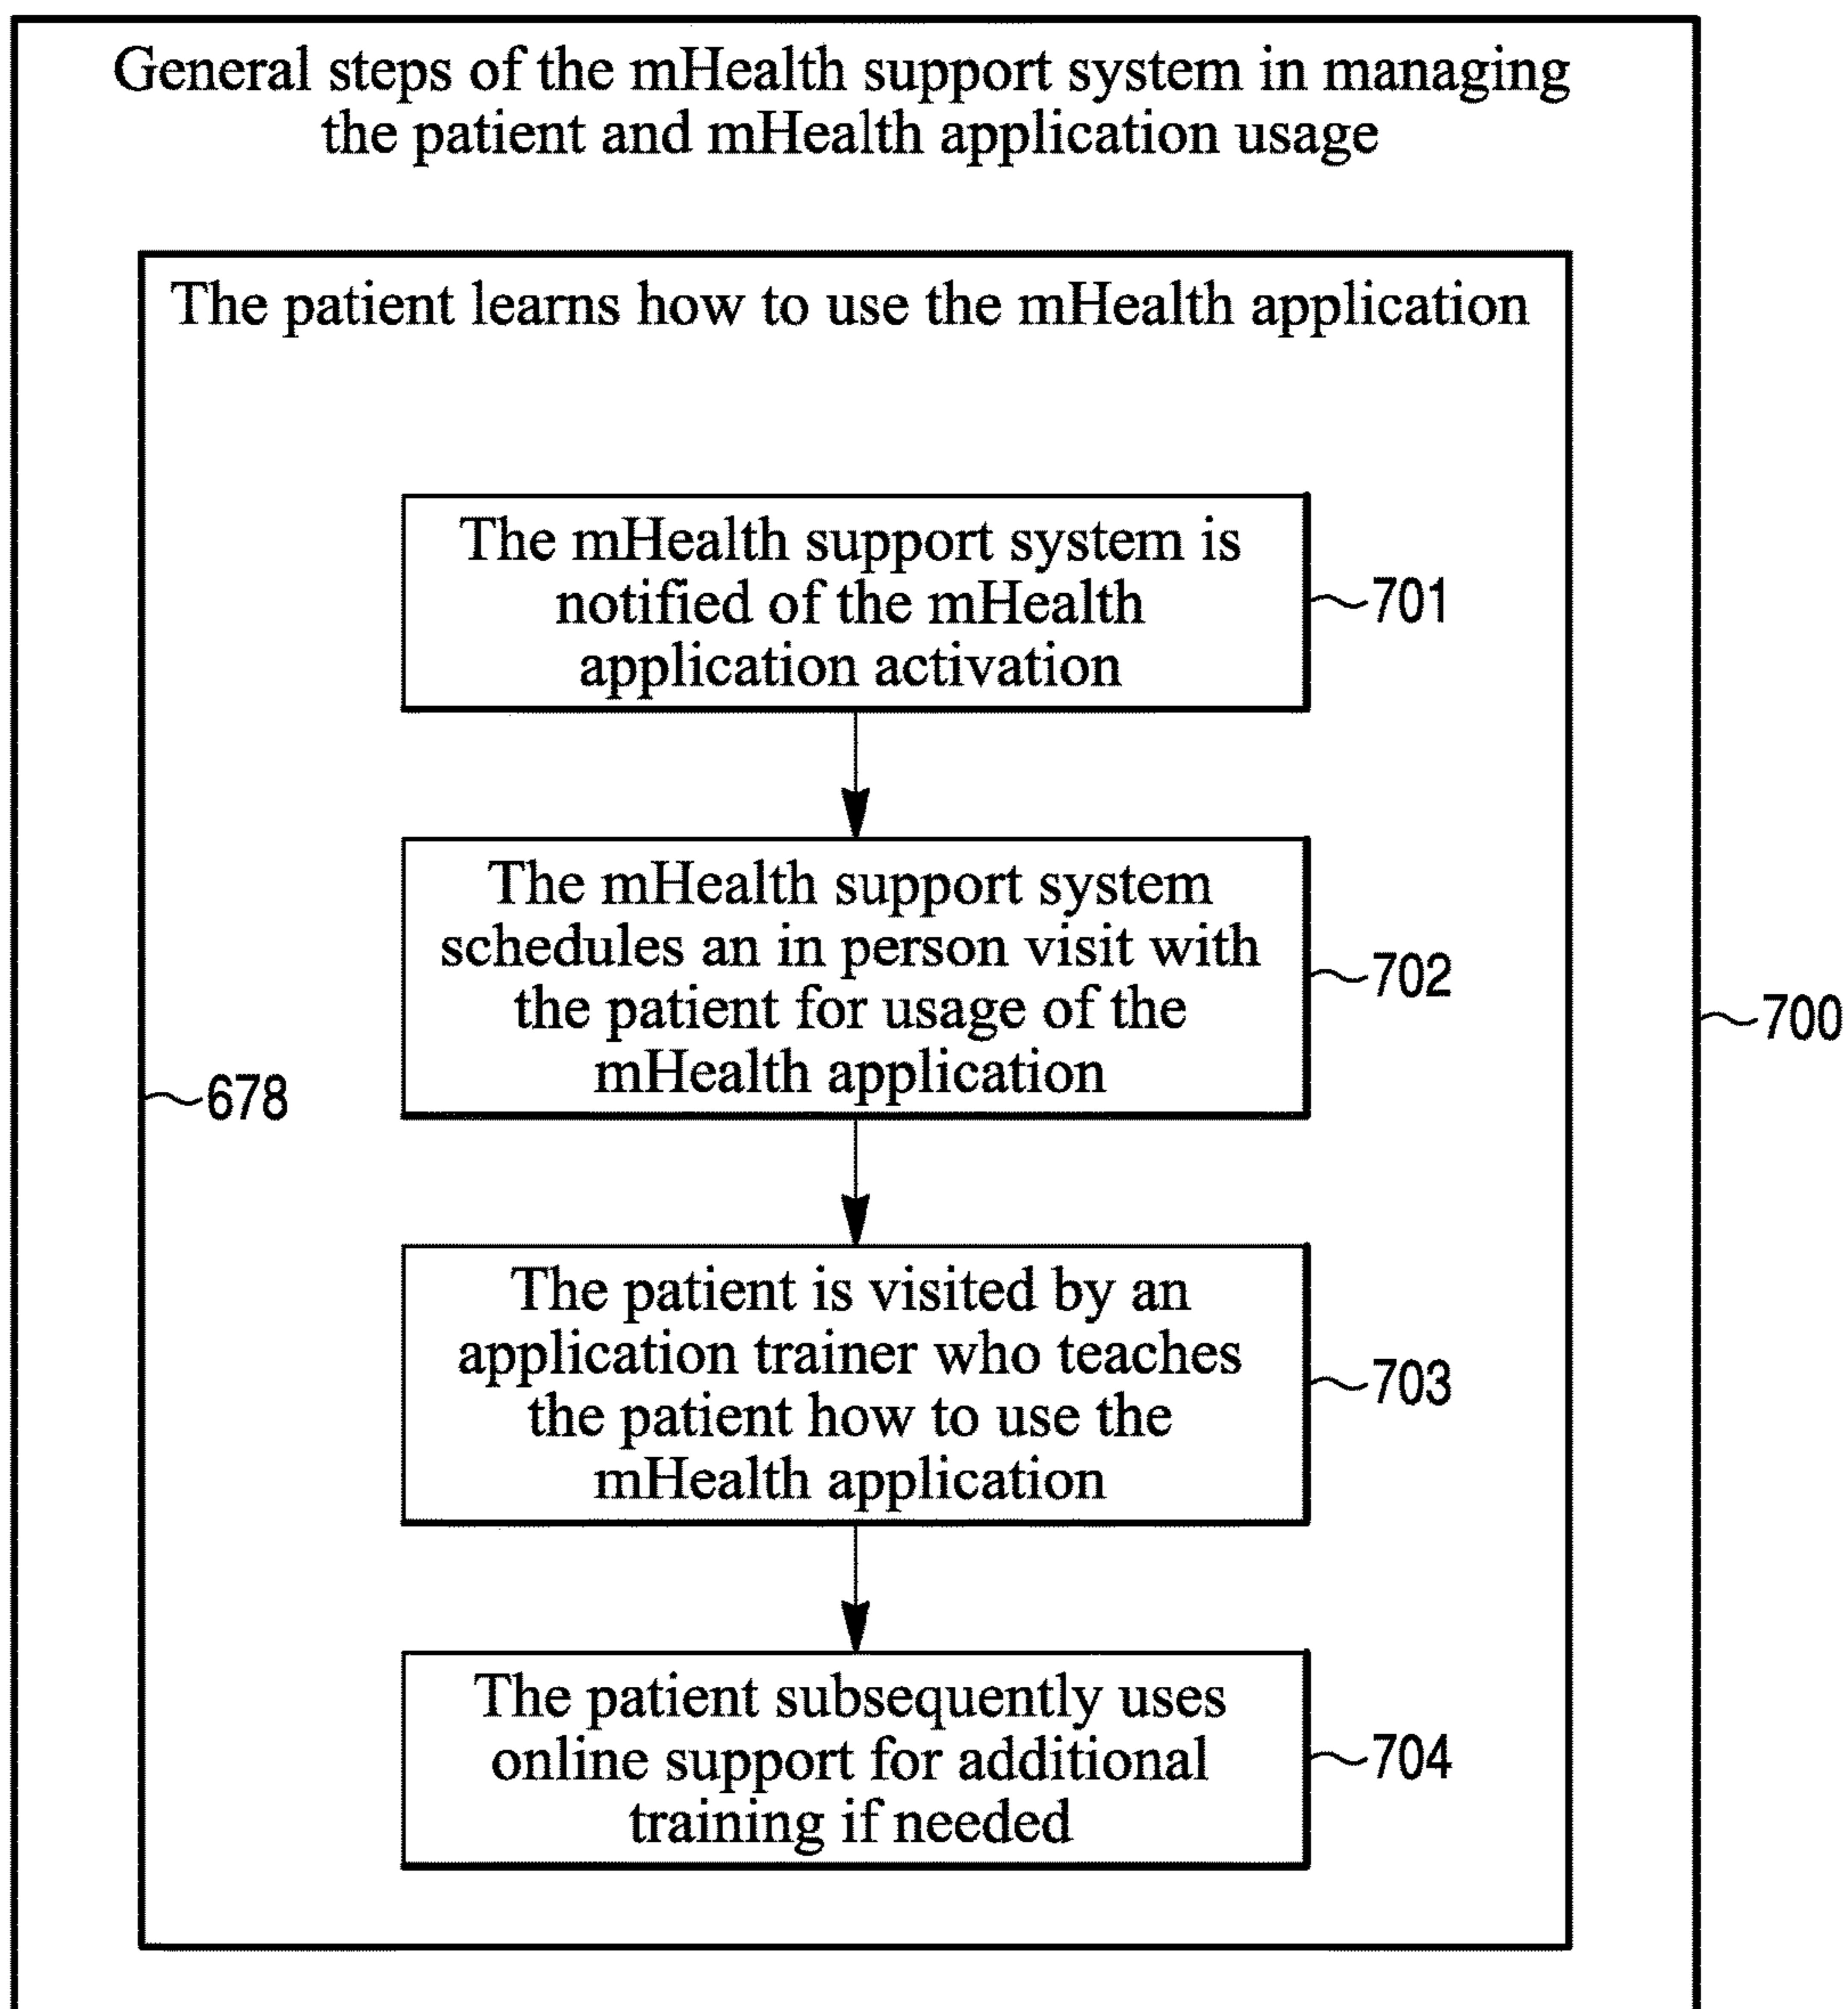 General steps of the mHealth support system in managing
the patient and mHealth application usage
The patient learns how to use the mHealth application
The mHealth support system is
notified of the mHealth
application activation
701
The mHealth support system
schedules an in person visit with
the patient for usage of the
mHealth application
702
700
678
The patient is visited by an
application trainer who teaches
the patient how to use the
mHealth application
703
The patient subsequently uses
online support for additional
training if needed
704